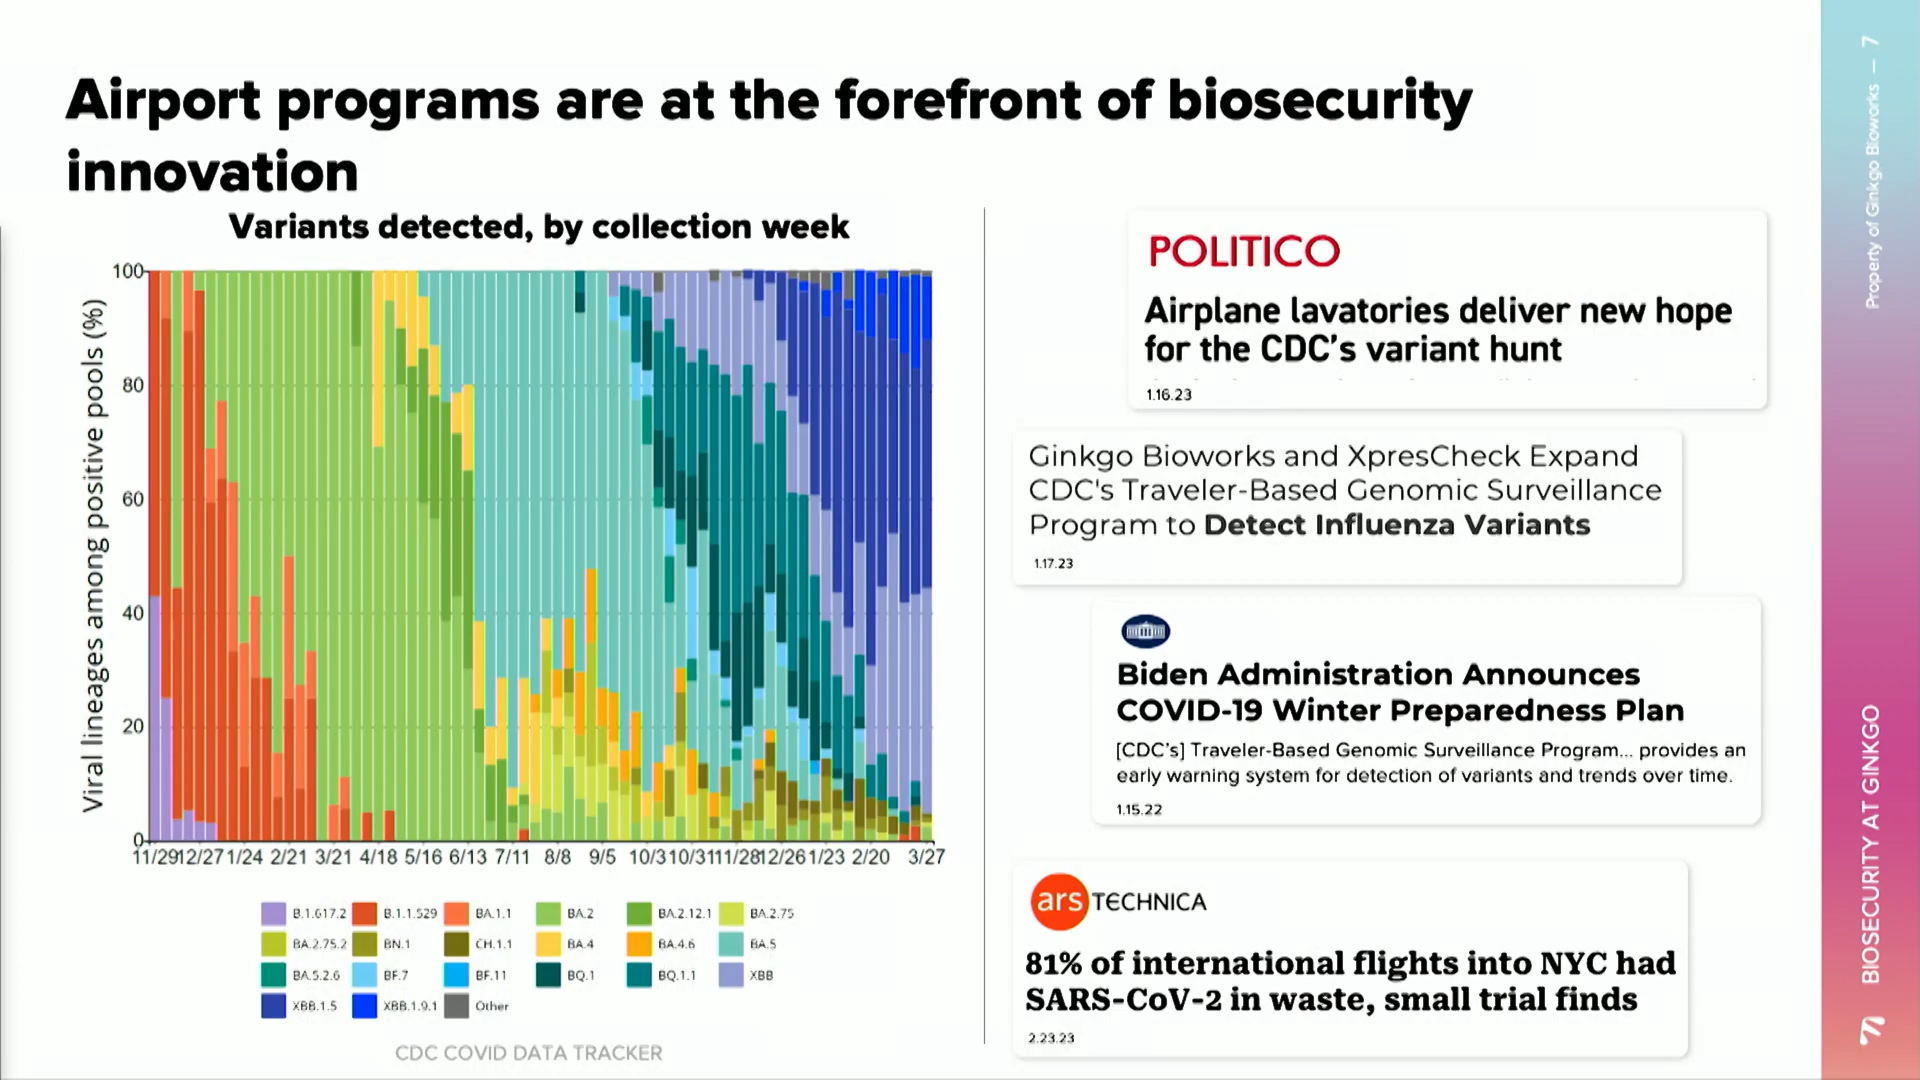 Airport programs are at the forefront of biosecurity
innovation
Variants detected, by collection week
Viral lineages among positive pools (%)
100
80
60
40
20
0
11/29 12/27 1/24 2/21 3/21 4/18 5/16 6/13 7/11 8/8 9/5 10/3 10/31 11/28 12/26 1/23 2/20 3/27
B.1.617.2 B.1.1.529 BA.1.1 BA.2 BA.2.12.1 BA.2.75
BA.2.75.2 BN.1 CH.1.1 BA.4 BA.4.6 BA.5
BA.5.2.6 BF.7 BF.11 BQ.1 BQ.1.1 XBB
XBB.1.5 XBB.1.9.1 Other
CDC COVID DATA TRACKER
POLITICO
Airplane lavatories deliver new hope
for the CDC's variant hunt
1.16.23
Ginkgo Bioworks and XpresCheck Expand
CDC's Traveler-Based Genomic Surveillance
Program to Detect Influenza Variants
1.17.23
Biden Administration Announces
COVID-19 Winter Preparedness Plan
[CDC's] Traveler-Based Genomic Surveillance Program... provides an
early warning system for detection of variants and trends over time.
1.15.22
ars TECHNICA
81% of international flights into NYC had
SARS-CoV-2 in waste, small trial finds
2.23.23
Property of Ginkgo Bioworks — 7
BIOSECURITY AT GINKGO